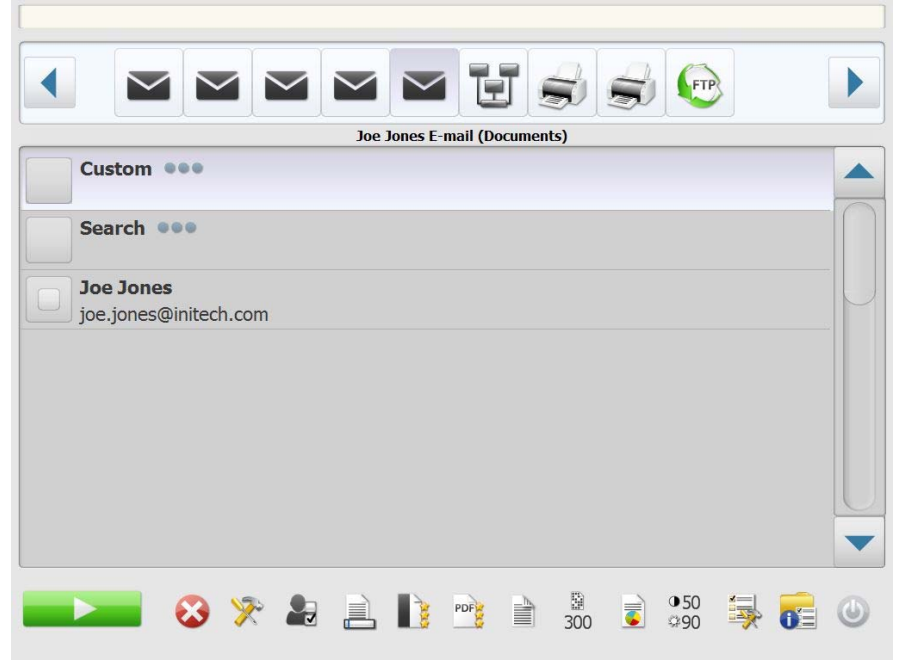 FTP
Joe Jones E-mail (Documents)
Custom
Search
Joe Jones
joe.jones@initech.com
PDF
300
50
90